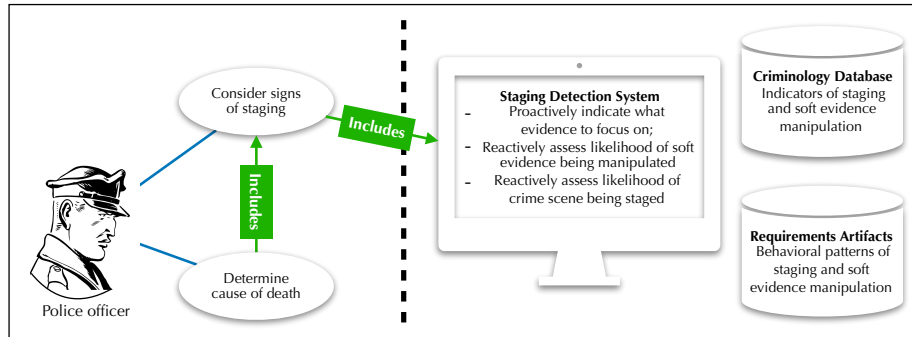 Consider signs
of staging
Includes
Includes
Determine
cause of death
Police officer
Staging Detection System
- Proactively indicate what
evidence to focus on;
- Reactively assess likelihood of soft
evidence being manipulated
- Reactively assess likelihood of
crime scene being staged
Criminology Database
Indicators of staging
and soft evidence
manipulation
Requirements Artifacts
Behavioral patterns of
staging and soft
evidence manipulation